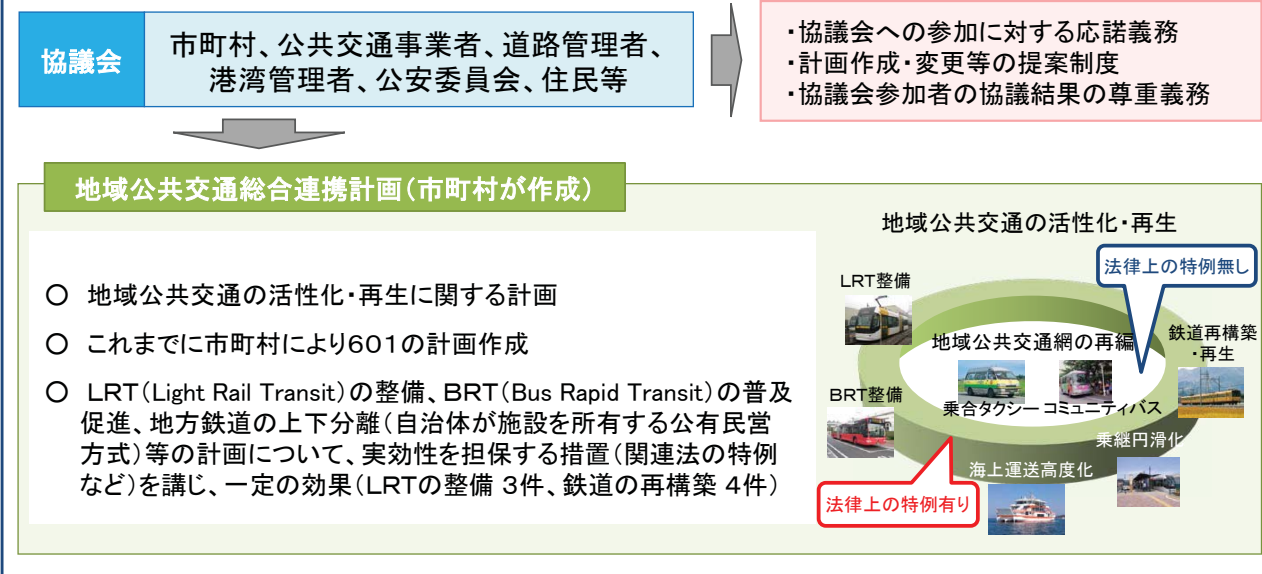 協議会
市町村、公共交通事業者、道路管理者、
港湾管理者、公安委員会、住民等
・協議会への参加に対する応諾義務
・計画作成・変更等の提案制度
・協議会参加者の協議結果の尊重義務
地域公共交通総合連携計画(市町村が作成)
○ 地域公共交通の活性化・再生に関する計画
○ これまでに市町村により601の計画作成
○ LRT(Light Rail Transit)の整備、BRT(Bus Rapid Transit)の普及
促進、地方鉄道の上下分離(自治体が施設を所有する公有民営
方式)等の計画について、実効性を担保する措置(関連法の特例
など)を講じ、一定の効果(LRTの整備 3件、鉄道の再構築 4件)
地域公共交通の活性化・再生
法律上の特例無し
LRT整備
地域公共交通網の再編
鉄道再構築
・再生
BRT整備
乗合タクシー コミュニティバス
乗継円滑化
海上運送高度化
法律上の特例有り